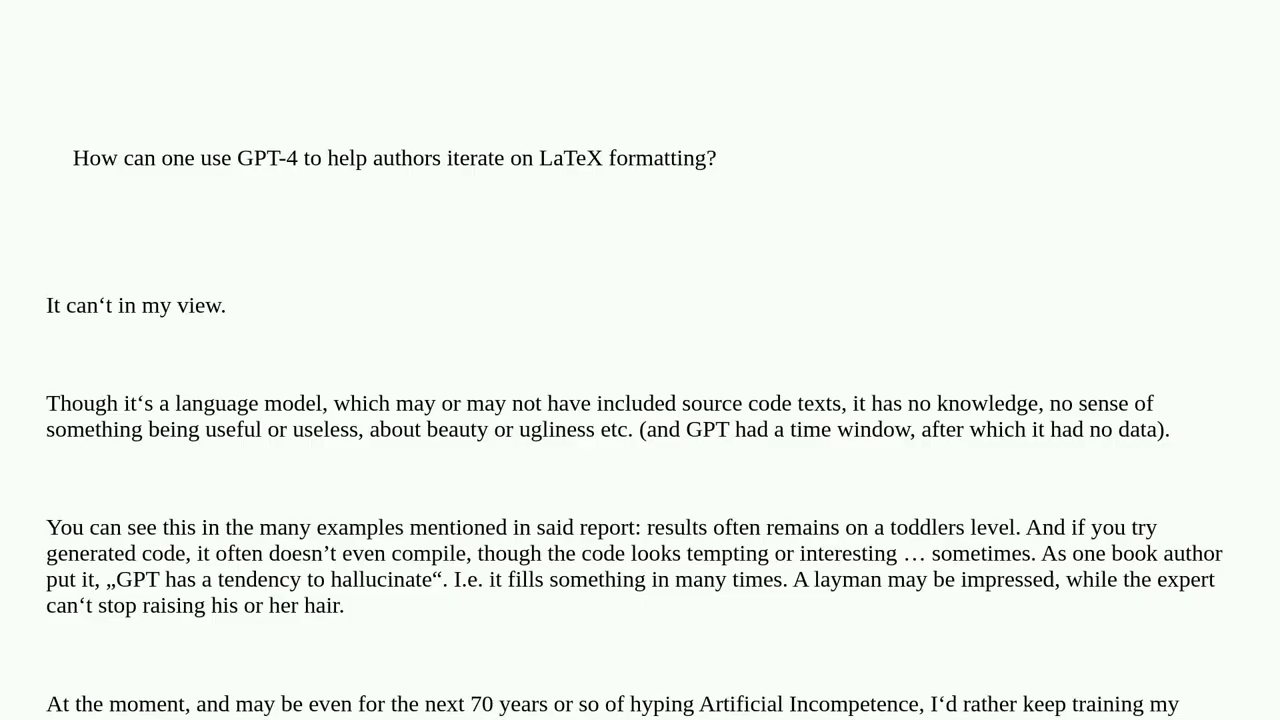 How can one use GPT-4 to help authors iterate on LaTeX formatting?
It can‘t in my view.
Though it‘s a language model, which may or may not have included source code texts, it has no knowledge, no sense of
something being useful or useless, about beauty or ugliness etc. (and GPT had a time window, after which it had no data).
You can see this in the many examples mentioned in said report: results often remains on a toddlers level. And if you try
generated code, it often doesn’t even compile, though the code looks tempting or interesting … sometimes. As one book author
put it, „GPT has a tendency to hallucinate“. I.e. it fills something in many times. A layman may be impressed, while the expert
can‘t stop raising his or her hair.
At the moment, and may be even for the next 70 years or so of hyping Artificial Incompetence, I‘d rather keep training my